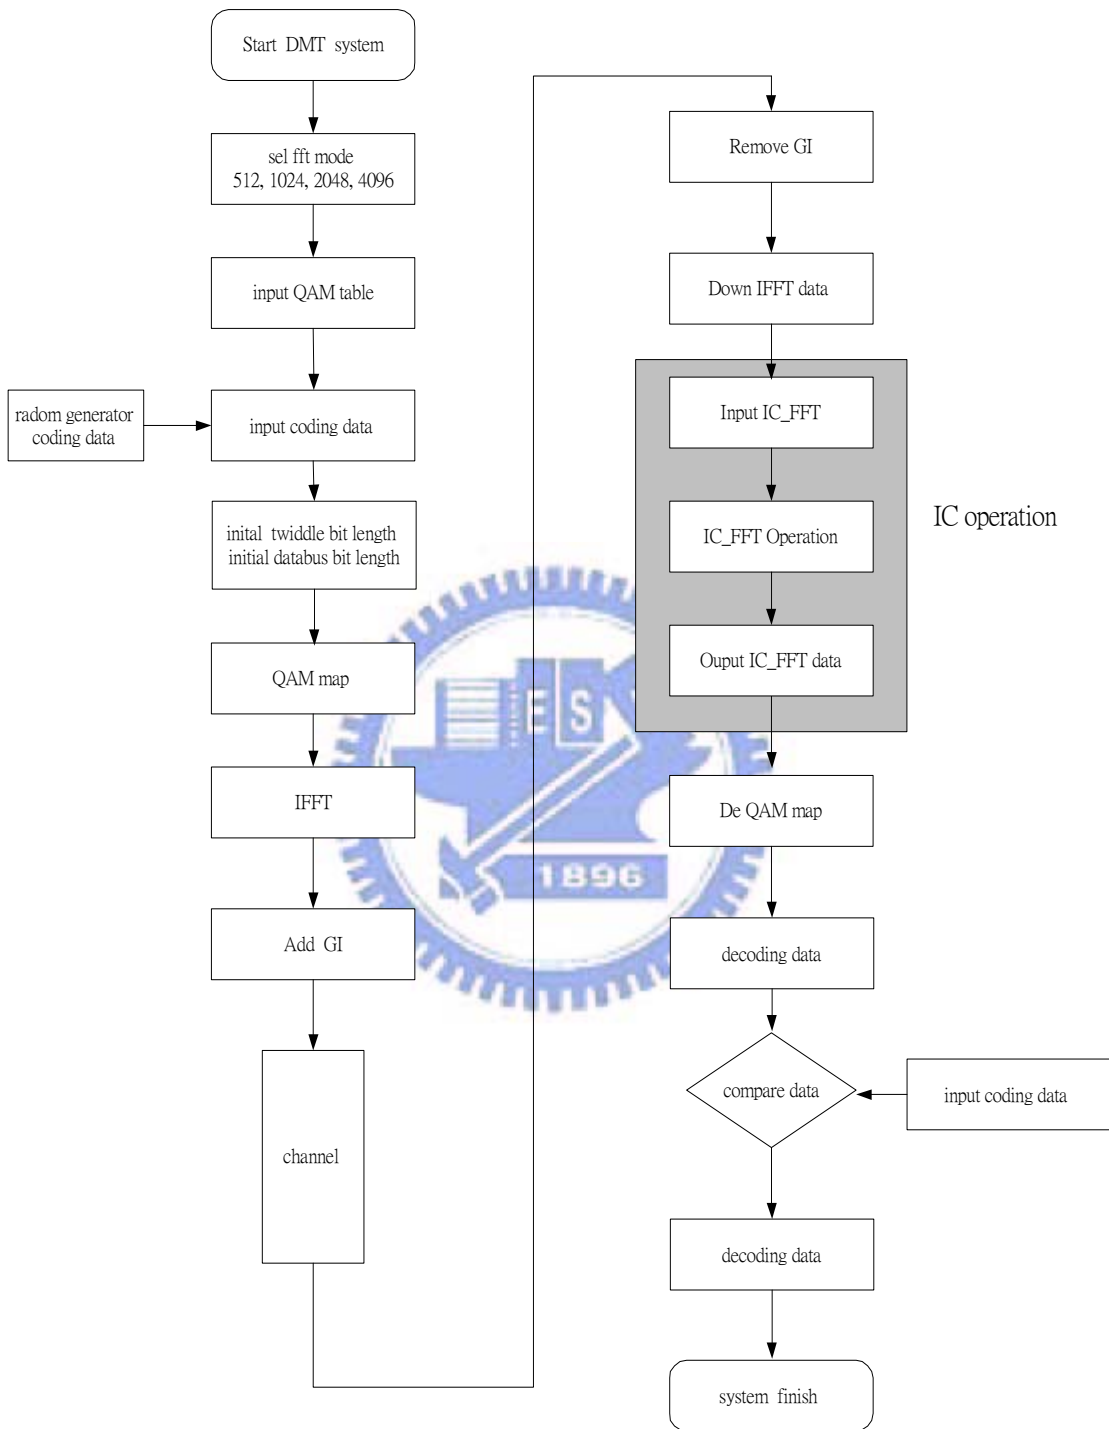 Start DMT system
sel fft mode
512, 1024, 2048, 4096
input QAM table
radom generator
coding data
input coding data
inital twiddle bit length
initial databus bit length
QAM map
IFFT
Add GI
channel
Remove GI
Down IFFT data
Input IC_FFT
IC_FFT Operation
Ouput IC_FFT data
IC operation
De QAM map
decoding data
compare data
input coding data
decoding data
system finish
E S
1896